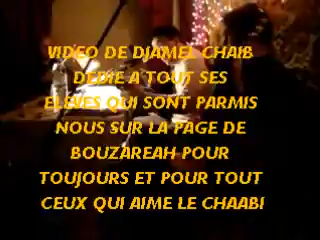 VIDEO DE DJAMEL CHAIB
DEDIE A TOUT SES
ELEVES QUI SONT PARMIS
NOUS SUR LA PAGE DE
BOUZAREAH POUR
TOUJOURS ET POUR TOUT
CEUX QUI AIME LE CHAABI